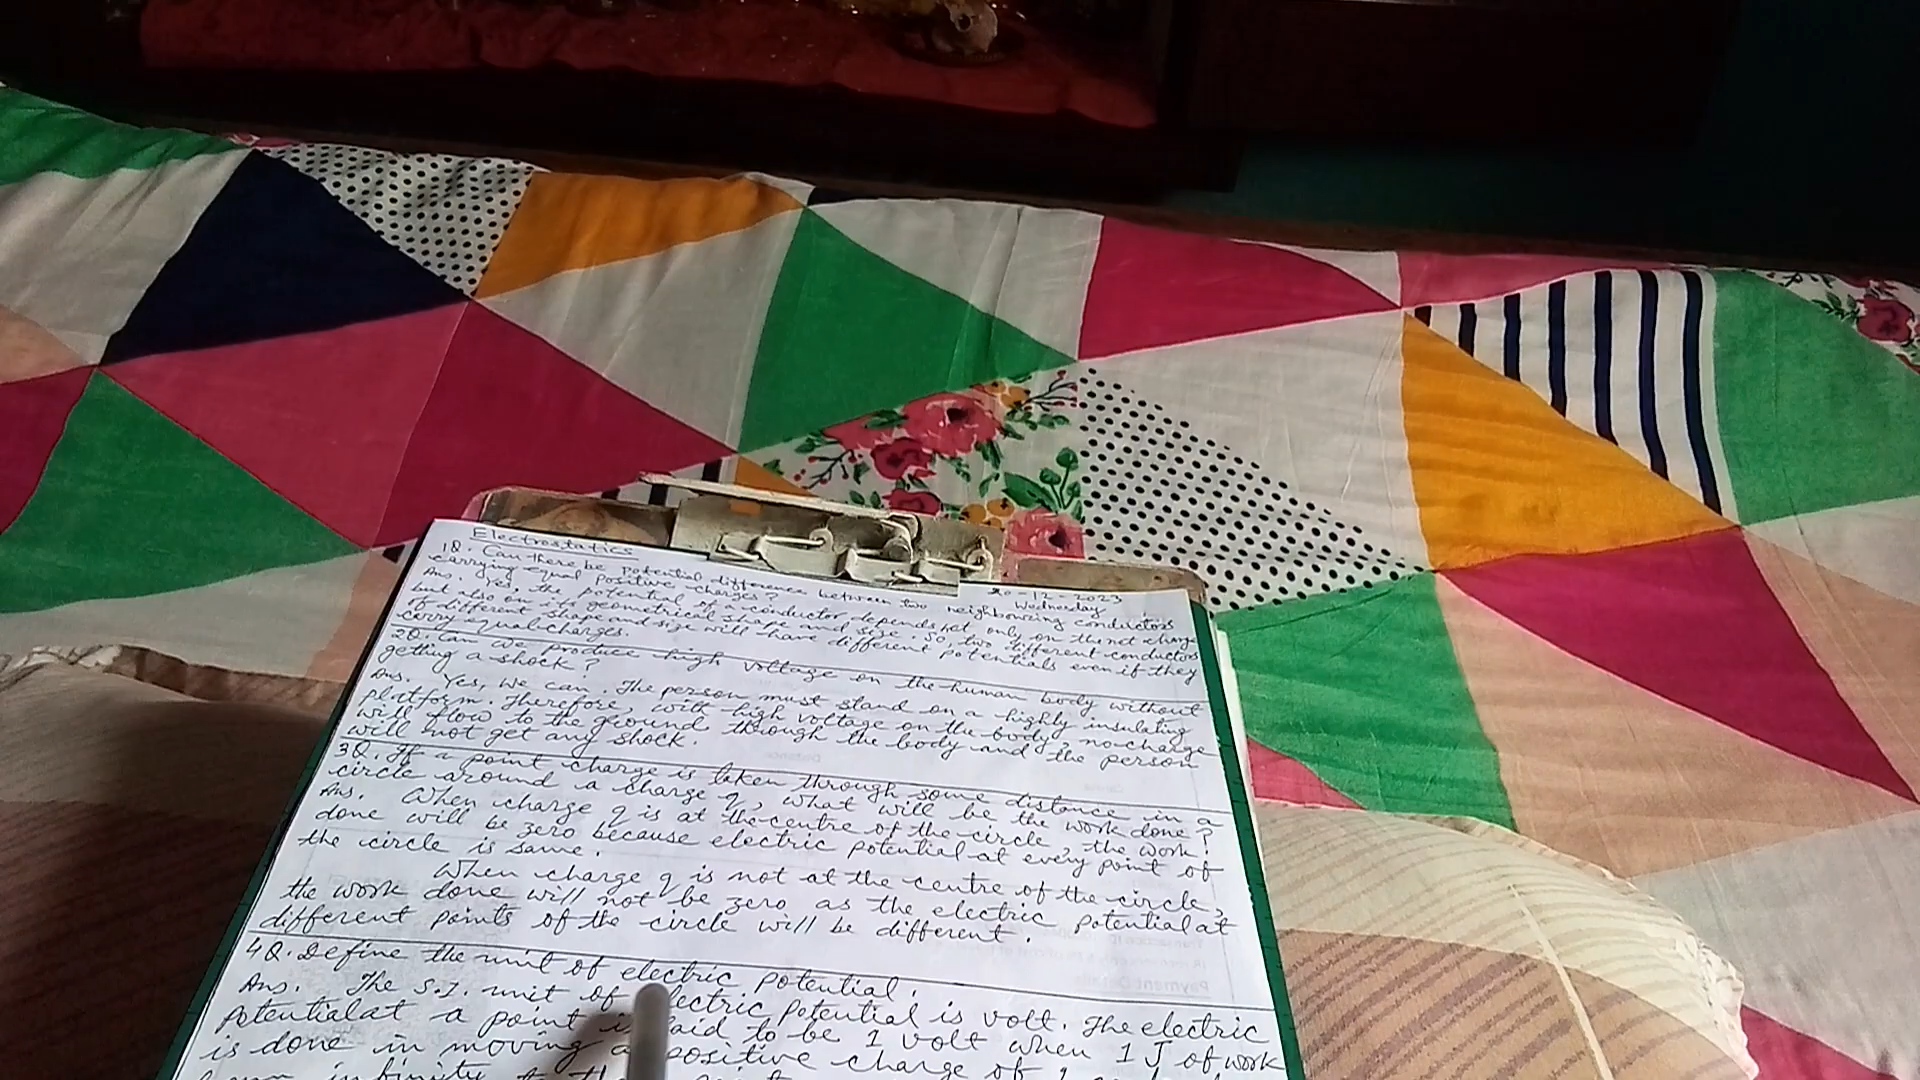 Electrostatics
20-12-2023
Wednesday
1Q. Can there be potential difference between two neighbouring conductors
carrying equal positive charges?
Ans. Yes, the potential of a conductor depends not only on the net charge
but also on its geometrical shape and size. So, two different conductors
of different shape and size will have different potentials even if they
carry equal charges.
2Q. Can we produce high voltage on the human body without
getting a shock?
Ans. Yes, we can. The person must stand on a highly insulating
platform. Therefore, with high voltage on the body, no charge
will flow to the ground through the body and the person
will not get any shock.
3Q. If a point charge is taken through some distance in a
circle around a charge q, what will be the work done?
Ans. When charge q is at the centre of the circle, the work
done will be zero because electric potential at every point of
the circle is same.
When charge q is not at the centre of the circle,
the work done will not be zero as the electric potential at
different points of the circle will be different.
4Q. Define the unit of electric potential.
Ans. The S.I. unit of electric potential is volt. The electric
potential at a point is said to be 1 volt when 1 J of work
is done in moving a positive charge of 1
infinity to the